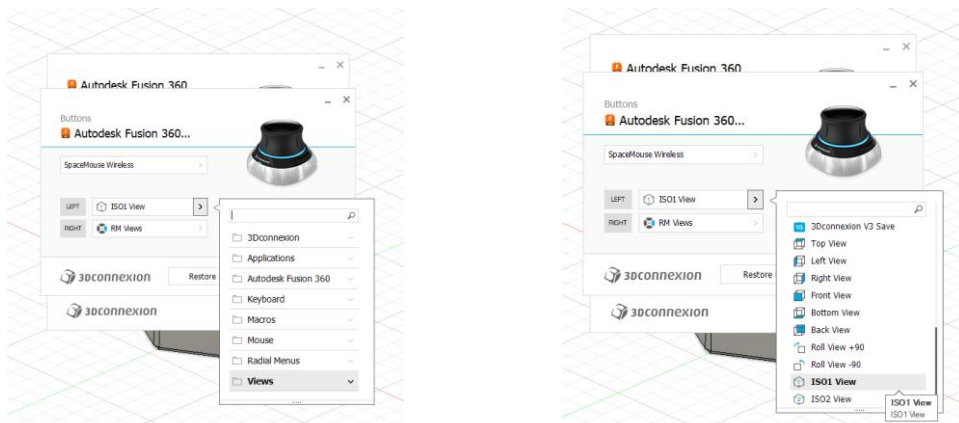 Autodesk Fusion 360
Buttons
Autodesk Fusion 360...
SpaceMouse Wireless
LEFT
ISO1 View
RIGHT
RM Views
3Dconnexion
Applications
Autodesk Fusion 360
Keyboard
Macros
Mouse
Radial Menus
Views
3Dconnexion
Restore
3Dconnexion
Autodesk Fusion 360
Buttons
Autodesk Fusion 360...
SpaceMouse Wireless
LEFT
ISO1 View
RIGHT
RM Views
3Dconnexion V3 Save
Top View
Left View
Right View
Front View
Bottom View
Back View
Roll View +90
Roll View -90
ISO1 View
ISO2 View
ISO1 View
ISO1 View
3Dconnexion
Restore
3Dconnexion